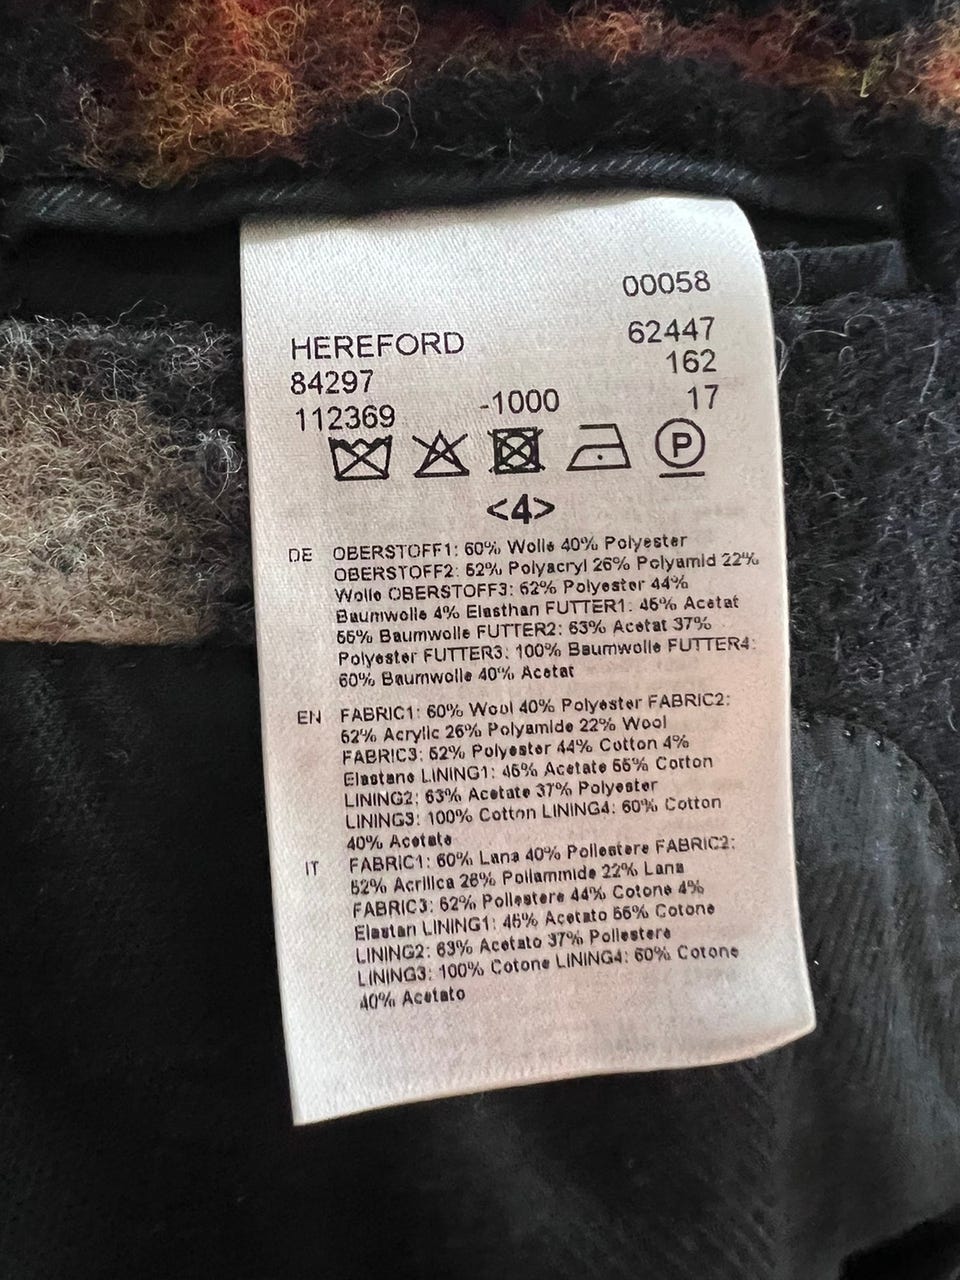 00058
HEREFORD 62447
84297 162
112369 -1000 17
P
<4>
DE OBERSTOFF1: 60% Wolle 40% Polyester
OBERSTOFF2: 52% Polyacryl 26% Polyamid 22%
Wolle OBERSTOFF3: 52% Polyester 44%
Baumwolle 4% Elasthan FUTTER1: 45% Acetat
55% Baumwolle FUTTER2: 63% Acetat 37%
Polyester FUTTER3: 100% Baumwolle FUTTER4:
60% Baumwolle 40% Acetat
EN FABRIC1: 60% Wool 40% Polyester FABRIC2:
52% Acrylic 26% Polyamide 22% Wool
FABRIC3: 52% Polyester 44% Cotton 4%
Elastane LINING1: 45% Acetate 55% Cotton
LINING2: 63% Acetate 37% Polyester
LINING3: 100% Cotton LINING4: 60% Cotton
40% Acetate
IT FABRIC1: 60% Lana 40% Poliestere FABRIC2:
52% Acrilica 26% Poliammide 22% Lana
FABRIC3: 52% Poliestere 44% Cotone 4%
Elastan LINING1: 45% Acetato 55% Cotone
LINING2: 63% Acetato 37% Poliestere
LINING3: 100% Cotone LINING4: 60% Cotone
40% Acetato